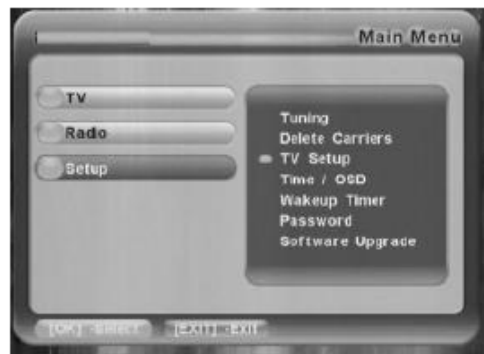 Main Menu
TV
Radio
Setup
Tuning
Delete Carriers
TV Setup
Time / OSD
Wakeup Timer
Password
Software Upgrade
[OK] -Select [EXIT] -EXIT